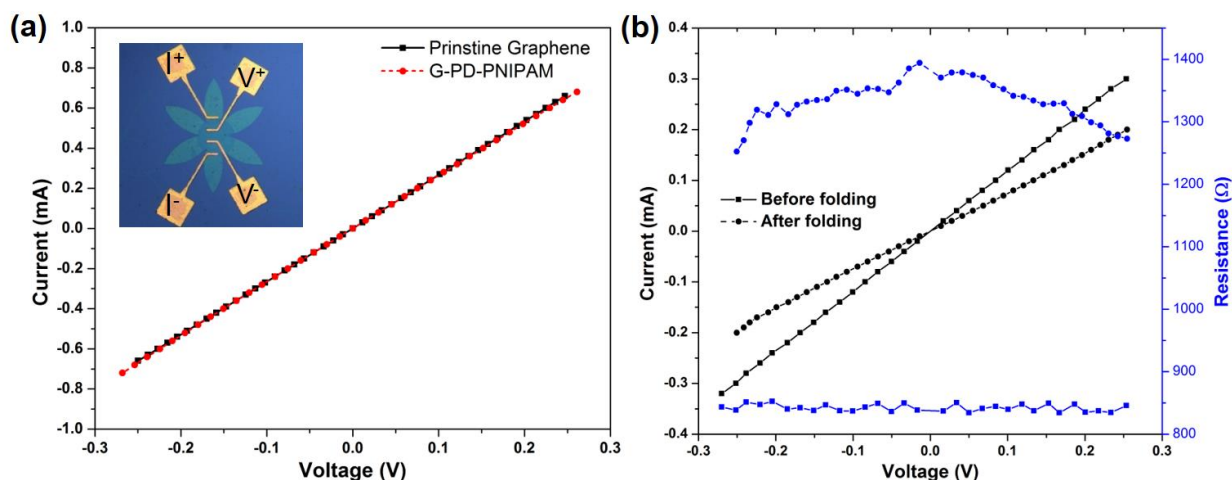 (a)
1.0
0.8
0.6
0.4
0.2
0.0
-0.2
-0.4
-0.6
-0.8
-1.0
Current (mA)
I+
V+
I-
V-
Prinstine Graphene
G-PD-PNIPAM
-0.3
-0.2
-0.1
0.0
0.1
0.2
0.3
Voltage (V)
(b)
0.4
0.3
0.2
0.1
0.0
-0.1
-0.2
-0.3
-0.4
Current (mA)
Before folding
After folding
1400
1300
1200
1100
1000
900
800
Resistance (Ω)
-0.3
-0.2
-0.1
0.0
0.1
0.2
0.3
Voltage (V)